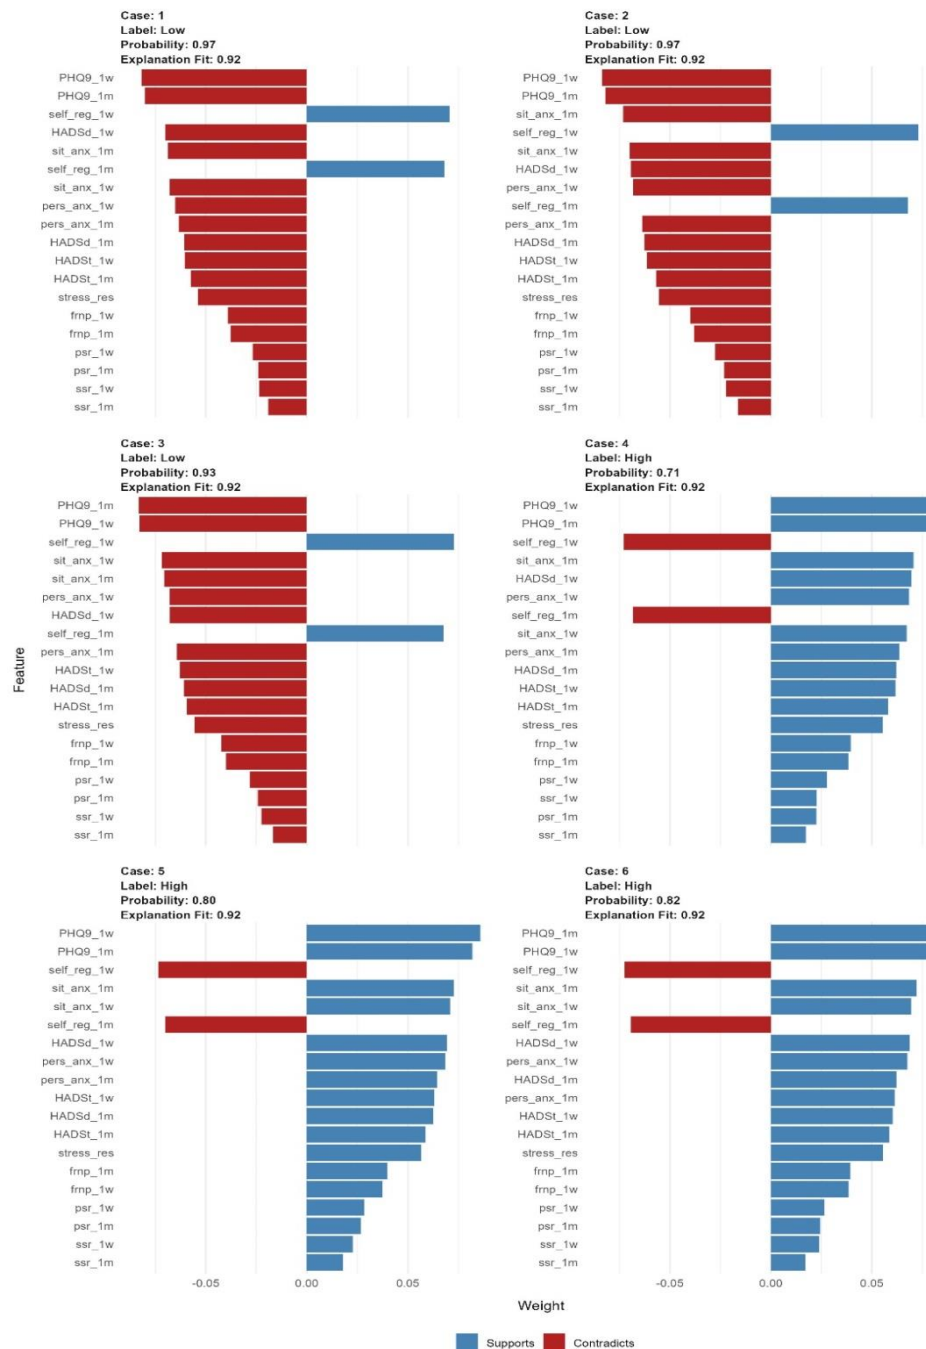 Case: 1
Label: Low
Probability: 0.97
Explanation Fit: 0.92
PHQ9_1w
PHQ9_1m
self_reg_1w
HADSd_1w
sit_anx_1m
self_reg_1m
sit_anx_1w
pers_anx_1w
pers_anx_1m
HADSd_1m
HADSt_1w
HADSt_1m
stress_res
frnp_1w
frnp_1m
psr_1w
psr_1m
ssr_1w
ssr_1m
Case: 2
Label: Low
Probability: 0.97
Explanation Fit: 0.92
PHQ9_1w
PHQ9_1m
sit_anx_1m
self_reg_1w
sit_anx_1w
HADSd_1w
pers_anx_1w
self_reg_1m
pers_anx_1m
HADSd_1m
HADSt_1w
HADSt_1m
stress_res
frnp_1w
frnp_1m
psr_1w
psr_1m
ssr_1w
ssr_1m
Case: 3
Label: Low
Probability: 0.93
Explanation Fit: 0.92
PHQ9_1m
PHQ9_1w
self_reg_1w
sit_anx_1w
sit_anx_1m
pers_anx_1w
HADSd_1w
self_reg_1m
pers_anx_1m
HADSt_1w
HADSd_1m
HADSt_1m
stress_res
frnp_1w
frnp_1m
psr_1w
psr_1m
ssr_1w
ssr_1m
Case: 4
Label: High
Probability: 0.71
Explanation Fit: 0.92
PHQ9_1w
PHQ9_1m
self_reg_1w
sit_anx_1m
HADSd_1w
pers_anx_1w
self_reg_1m
sit_anx_1w
pers_anx_1m
HADSd_1m
HADSt_1w
HADSt_1m
stress_res
frnp_1w
frnp_1m
psr_1w
ssr_1w
psr_1m
ssr_1m
Feature
Case: 5
Label: High
Probability: 0.80
Explanation Fit: 0.92
PHQ9_1w
PHQ9_1m
self_reg_1w
sit_anx_1m
sit_anx_1w
self_reg_1m
HADSd_1w
pers_anx_1w
pers_anx_1m
HADSt_1w
HADSd_1m
HADSt_1m
stress_res
frnp_1m
frnp_1w
psr_1w
psr_1m
ssr_1w
ssr_1m
-0.05 0.00 0.05
Case: 6
Label: High
Probability: 0.82
Explanation Fit: 0.92
PHQ9_1m
PHQ9_1w
self_reg_1w
sit_anx_1m
sit_anx_1w
self_reg_1m
HADSd_1w
pers_anx_1w
HADSd_1m
pers_anx_1m
HADSt_1w
HADSt_1m
stress_res
frnp_1m
frnp_1w
psr_1w
psr_1m
ssr_1w
ssr_1m
-0.05 0.00 0.05
Weight
Supports Contradicts